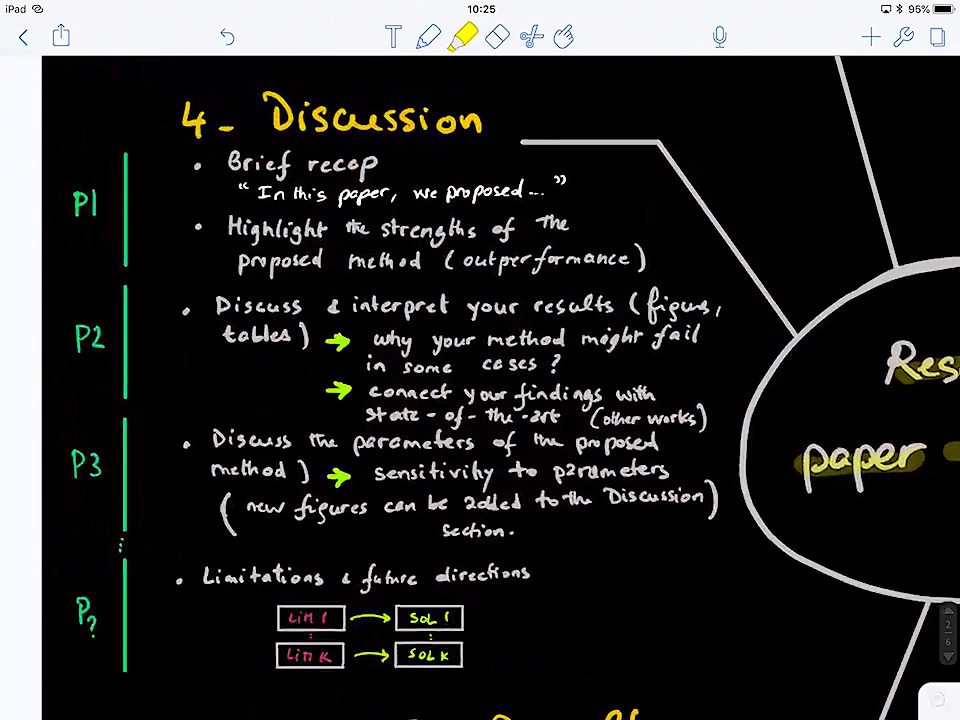 iPad
10:25
95%
4- Discussion
P1
• Brief recap
"In this paper, we proposed..."
• Highlight the strengths of the
proposed method (outperformance)
P2
• Discuss & interpret your results (figures,
tables) → why your method might fail
in some cases?
→ connect your findings with
state-of-the-art (other works)
P3
• Discuss the parameters of the proposed
method) → sensitivity to parameters
(new figures can be added to the Discussion)
section.
P?
• Limitations & future directions
LIM 1 → SOL 1
LIM K → SOL K
Res
paper
2
6